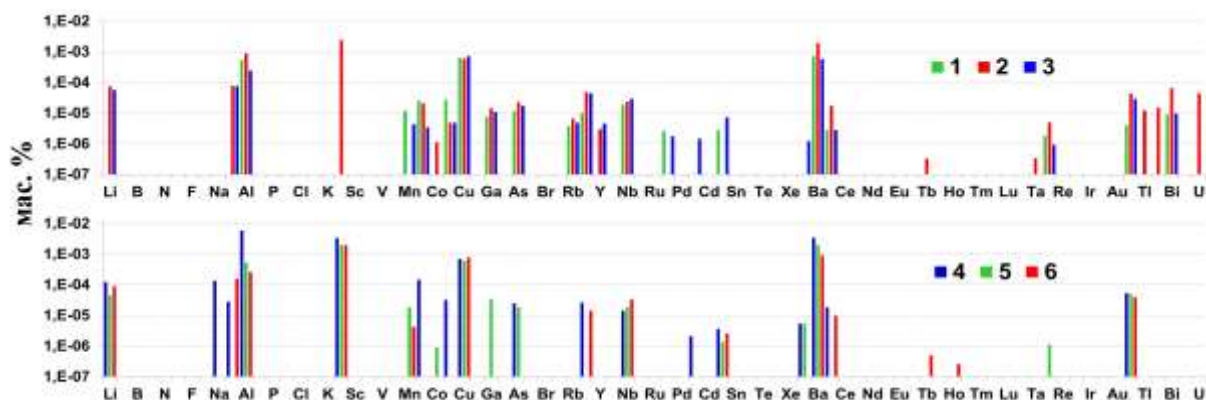 1,E-02
1,E-03
1,E-04
1,E-05
1,E-06
1,E-07
1 2 3
Li B N F Na Al P Cl K Sc V Mn Co Cu Ga As Br Rb Y Nb Ru Pd Cd Sn Te Xe Ba Ce Nd Eu Tb Ho Tm Lu Ta Re Ir Au Tl Bi U
мас. %
1,E-02
1,E-03
1,E-04
1,E-05
1,E-06
1,E-07
4 5 6
Li B N F Na Al P Cl K Sc V Mn Co Cu Ga As Br Rb Y Nb Ru Pd Cd Sn Te Xe Ba Ce Nd Eu Tb Ho Tm Lu Ta Re Ir Au Tl Bi U